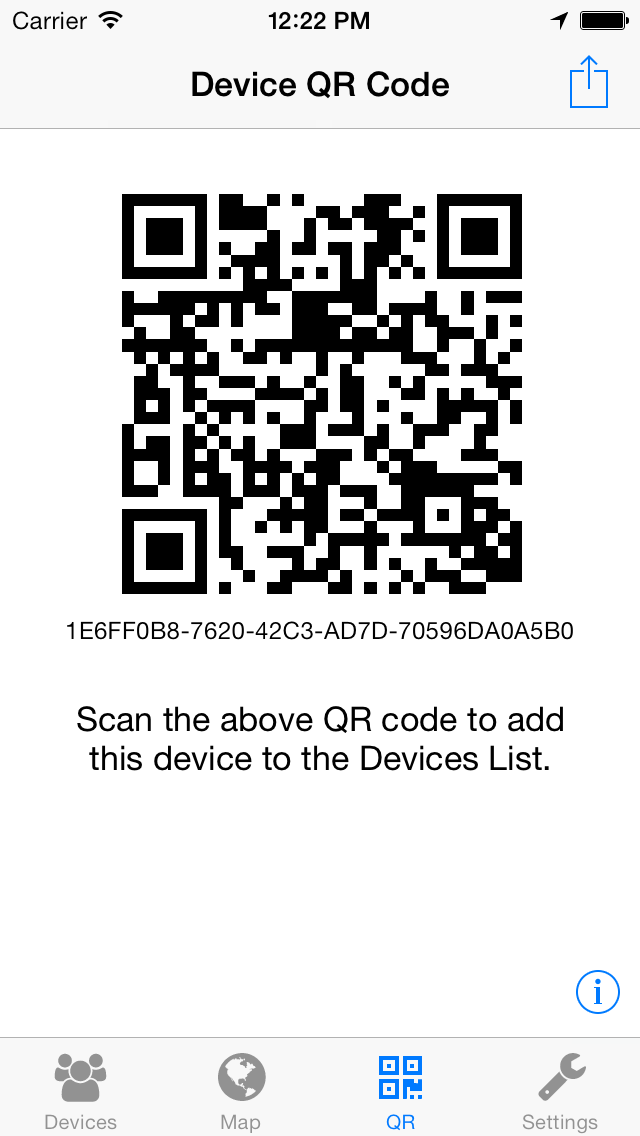 Carrier 12:22 PM
Device QR Code
1E6FF0B8-7620-42C3-AD7D-70596DA0A5B0
Scan the above QR code to add
this device to the Devices List.
i
Devices Map QR Settings